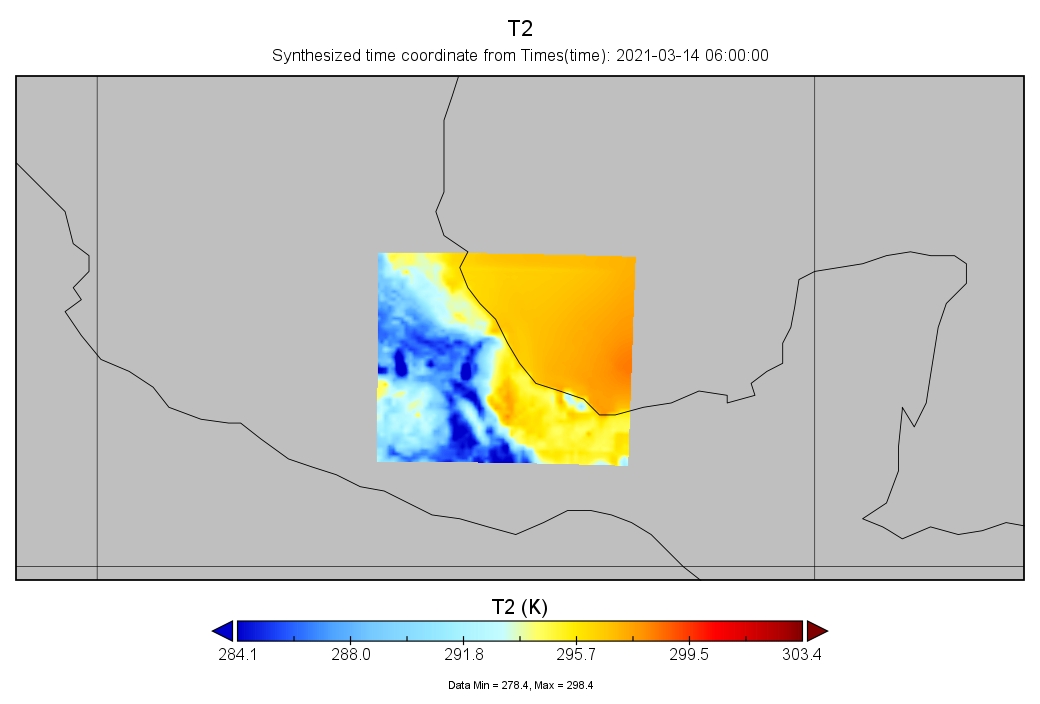 T2
Synthesized time coordinate from Times(time): 2021-03-14 06:00:00
T2 (K)
284.1 288.0 291.8 295.7 299.5 303.4
Data Min = 278.4, Max = 298.4